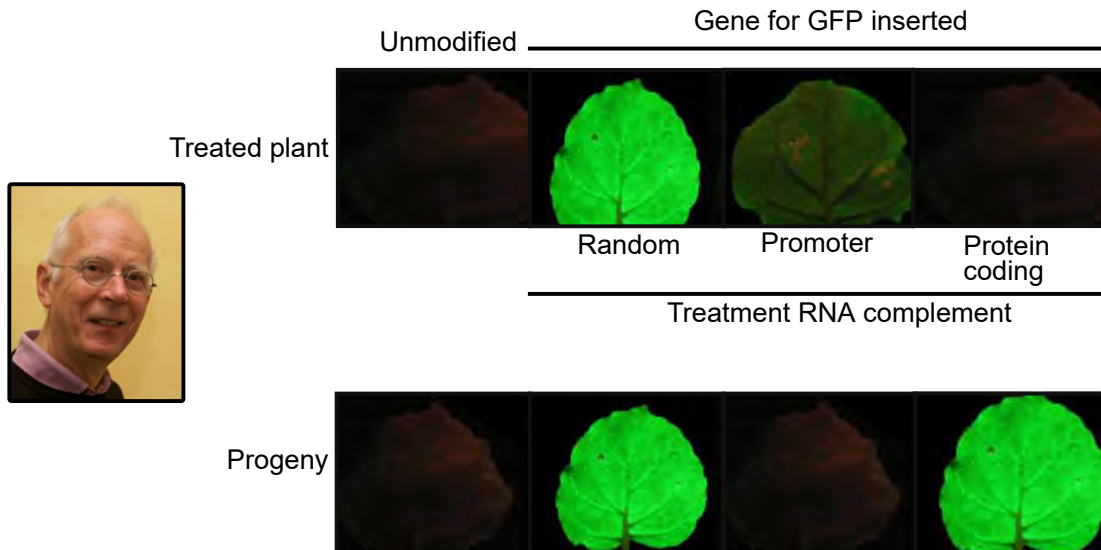 Gene for GFP inserted
Unmodified
Treated plant
Random
Promoter
Protein
coding
Treatment RNA complement
Progeny